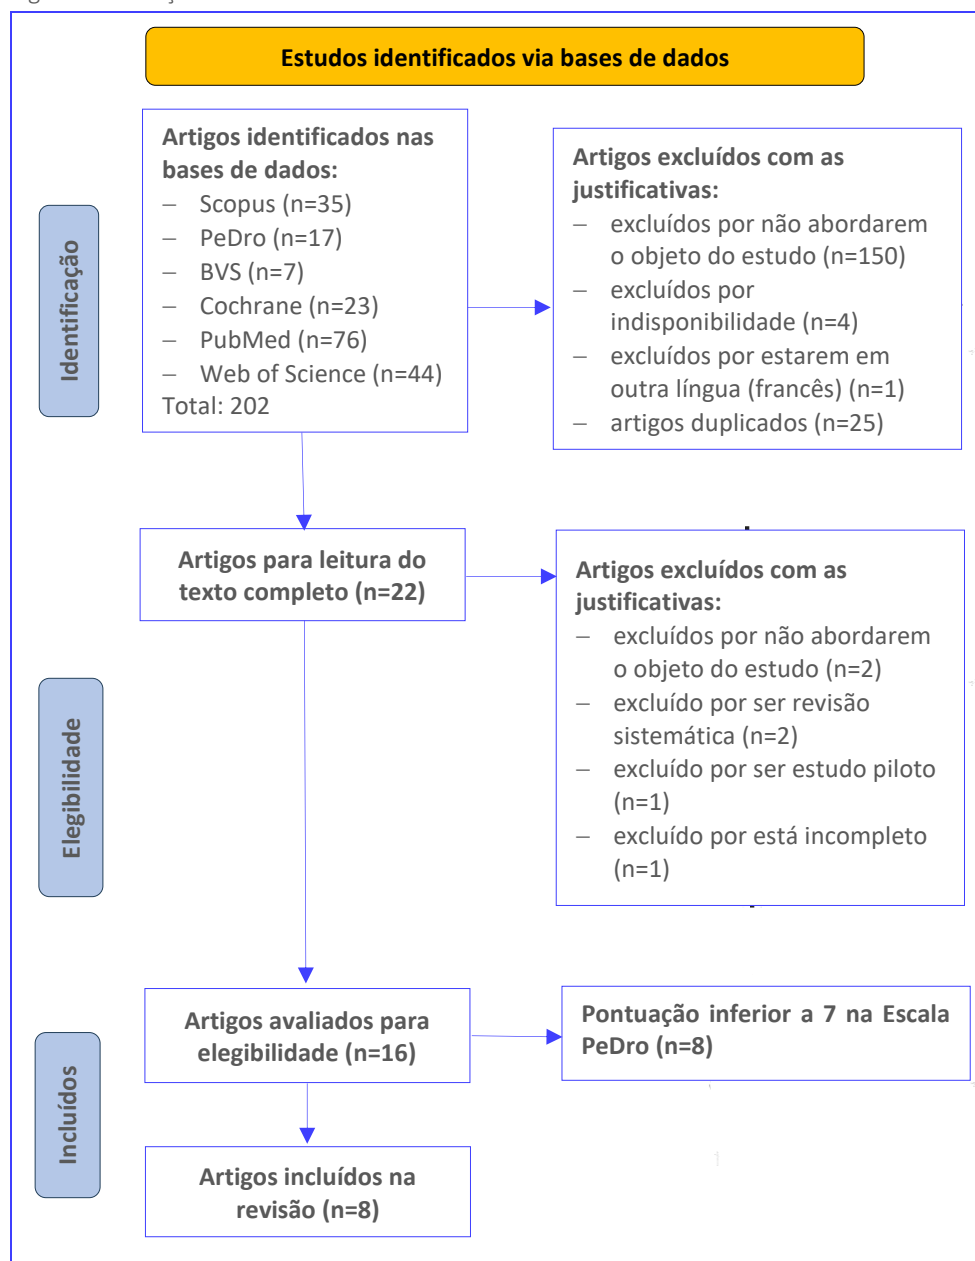 Estudos identificados via bases de dados
Identificação
Artigos identificados nas
bases de dados:
– Scopus (n=35)
– PeDro (n=17)
– BVS (n=7)
– Cochrane (n=23)
– PubMed (n=76)
– Web of Science (n=44)
Total: 202
Artigos excluídos com as
justificativas:
– excluídos por não abordarem
o objeto do estudo (n=150)
– excluídos por
indisponibilidade (n=4)
– excluídos por estarem em
outra língua (francês) (n=1)
– artigos duplicados (n=25)
Elegibilidade
Artigos para leitura do
texto completo (n=22)
Artigos excluídos com as
justificativas:
– excluídos por não abordarem
o objeto do estudo (n=2)
– excluído por ser revisão
sistemática (n=2)
– excluído por ser estudo piloto
(n=1)
– excluído por está incompleto
(n=1)
Incluídos
Artigos avaliados para
elegibilidade (n=16)
Pontuação inferior a 7 na Escala
PeDro (n=8)
Artigos incluídos na
revisão (n=8)